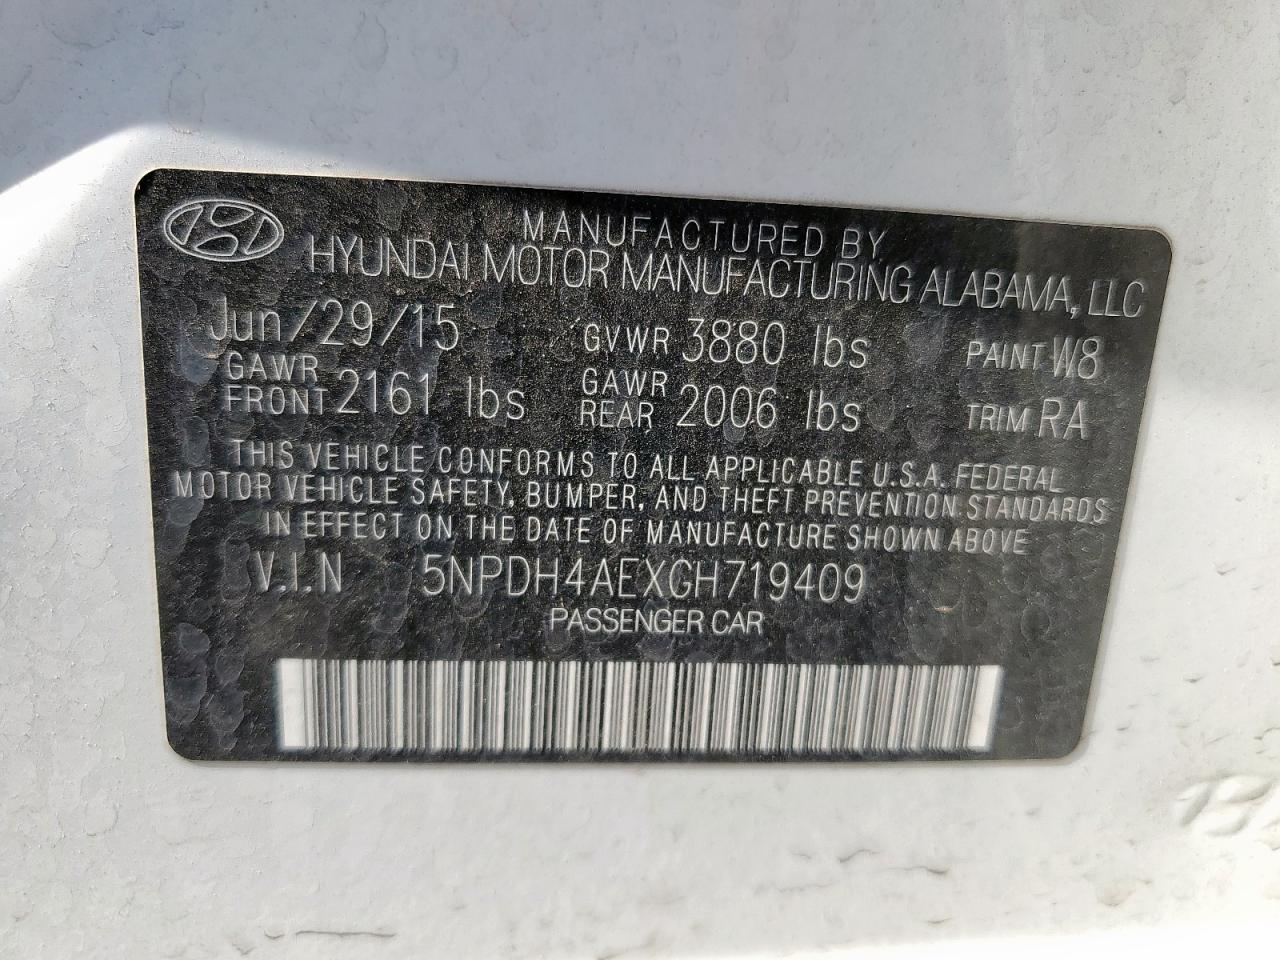 MANUFACTURED BY
HYUNDAI MOTOR MANUFACTURING ALABAMA, LLC
Jun/29/15 GVWR 3880 lbs PAINT W8
GAWR FRONT 2161 lbs GAWR REAR 2006 lbs TRIM RA
THIS VEHICLE CONFORMS TO ALL APPLICABLE U.S.A. FEDERAL
MOTOR VEHICLE SAFETY, BUMPER, AND THEFT PREVENTION STANDARDS
IN EFFECT ON THE DATE OF MANUFACTURE SHOWN ABOVE
V.I.N 5NPDH4AEXGH719409
PASSENGER CAR